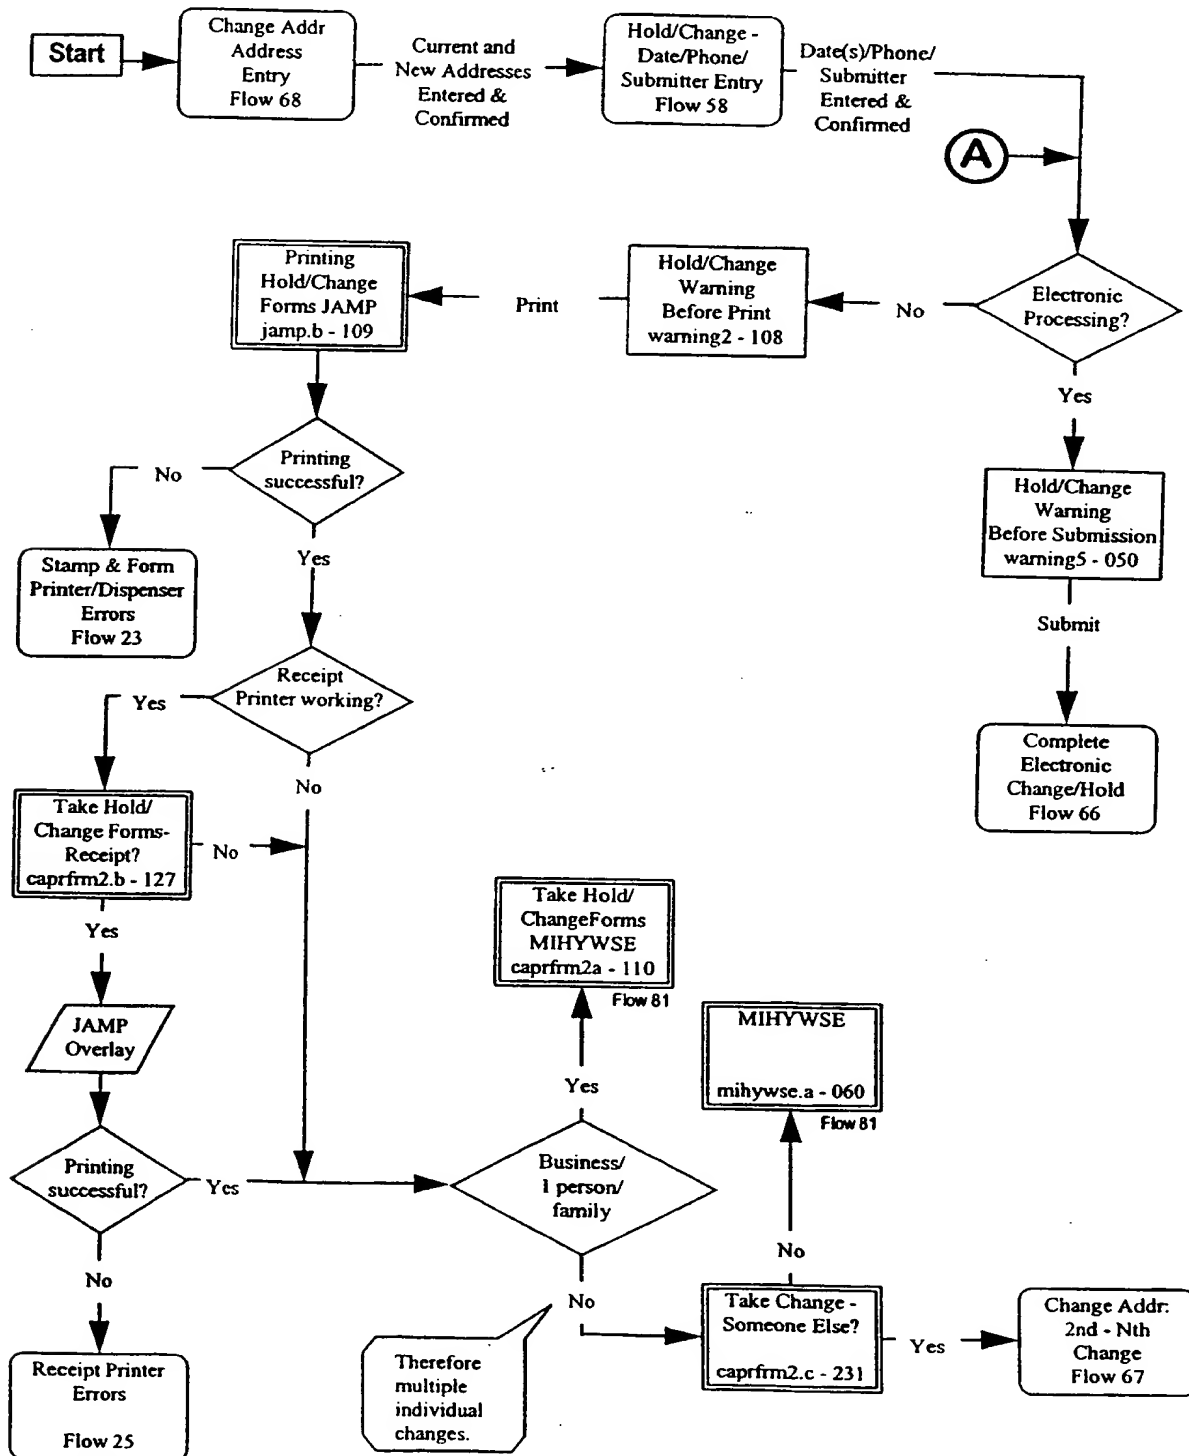 Start
Change Addr
Address
Entry
Flow 68
Current and
New Addresses
Entered &
Confirmed
Hold/Change -
Date/Phone/
Submitter Entry
Flow 58
Date(s)/Phone/
Submitter
Entered &
Confirmed
A
Printing
Hold/Change
Forms JAMP
jamp.b - 109
Print
Hold/Change
Warning
Before Print
warning2 - 108
No
Electronic
Processing?
Yes
Printing
successful?
No
Yes
Hold/Change
Warning
Before Submission
warning5 - 050
Stamp & Form
Printer/Dispenser
Errors
Flow 23
Submit
Receipt
Printer working?
Yes
No
Complete
Electronic
Change/Hold
Flow 66
Take Hold/
Change Forms-
Receipt?
caprfrm2.b - 127
No
Yes
Take Hold/
ChangeForms
MIHYWSE
caprfrm2a - 110
Flow 81
JAMP
Overlay
MIHYWSE
mihywse.a - 060
Flow 81
Yes
Printing
successful?
Yes
Business/
1 person/
family
No
No
No
Therefore
multiple
individual
changes.
Take Change -
Someone Else?
caprfrm2.c - 231
Yes
Change Addr:
2nd - Nth
Change
Flow 67
Receipt Printer
Errors
Flow 25